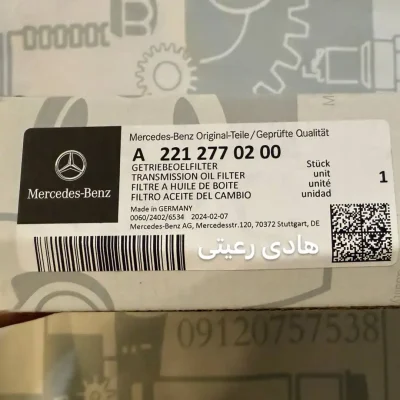 Mercedes-Benz Original-Teile/Geprüfte Qualität
A 221 277 02 00
GETRIEBEOELFILTER
TRANSMISSION OIL FILTER
FILTRE A HUILE DE BOITE
FILTRO ACEITE DEL CAMBIO
Stück
unit
unité
unidad
1
Mercedes-Benz
Made in GERMANY
0060/2402/6534 2024-02-07
Mercedes-Benz AG, Mercedesstr.120, 70372 Stuttgart, DE
هادی رعیتی
09120757538